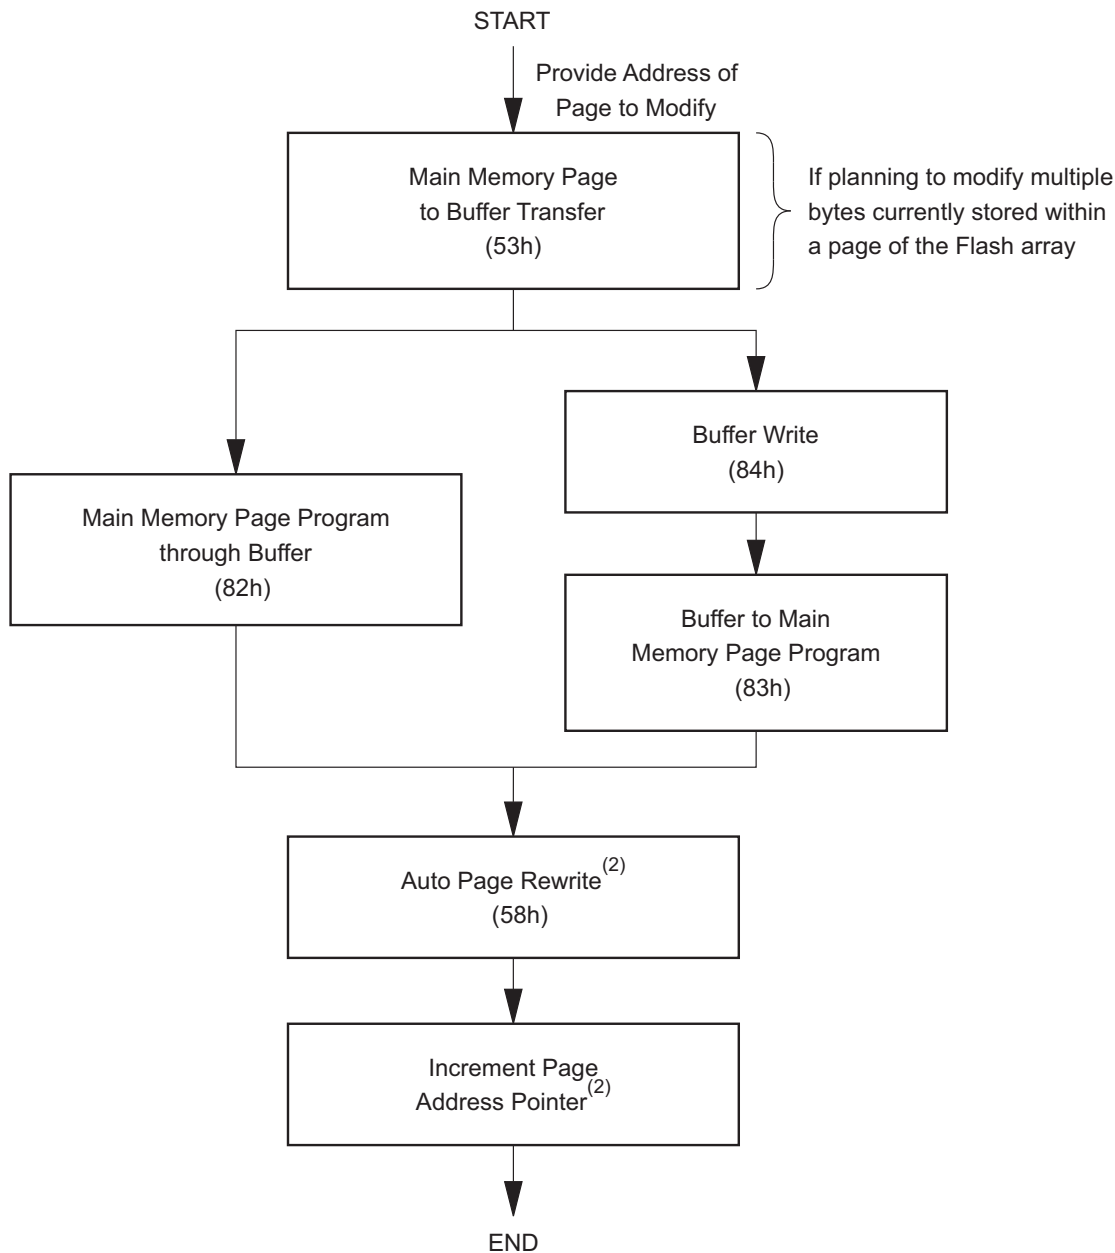 START
Provide Address of
Page to Modify
Main Memory Page
to Buffer Transfer
(53h)
If planning to modify multiple
bytes currently stored within
a page of the Flash array
Buffer Write
(84h)
Main Memory Page Program
through Buffer
(82h)
Buffer to Main
Memory Page Program
(83h)
Auto Page Rewrite(2)
(58h)
Increment Page
Address Pointer(2)
END